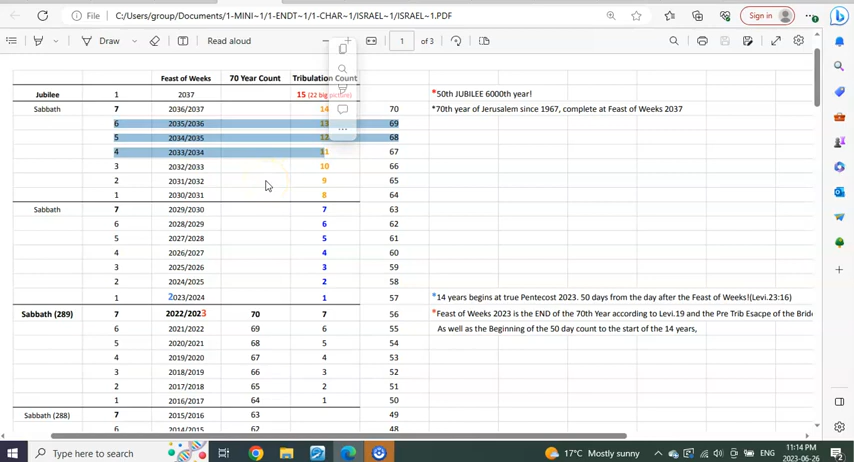 File C:/Users/group/Documents/1-MINI~1/1-ENDT~1/1-CHAR~1/ISRAEL~1/ISRAEL~1.PDF Sign in
Draw Read aloud 1 of 3
Feast of Weeks 70 Year Count Tribulation Count
Jubilee 1 2037 15 (22 big picture) *50th JUBILEE 6000th year!
Sabbath 7 2036/2037 14 70 *70th year of Jerusalem since 1967, complete at Feast of Weeks 2037
6 2035/2036 13 69
5 2034/2035 12 68
4 2033/2034 11 67
3 2032/2033 10 66
2 2031/2032 9 65
1 2030/2031 8 64
Sabbath 7 2029/2030 7 63
6 2028/2029 6 62
5 2027/2028 5 61
4 2026/2027 4 60
3 2025/2026 3 59
2 2024/2025 2 58
1 2023/2024 1 57 *14 years begins at true Pentecost 2023. 50 days from the day after the Feast of Weeks!(Levi.23:16)
Sabbath (289) 7 2022/2023 70 7 56 *Feast of Weeks 2023 is the END of the 70th Year according to Levi.19 and the Pre Trib Esacpe of the Bride
6 2021/2022 69 6 55 As well as the Beginning of the 50 day count to the start of the 14 years,
5 2020/2021 68 5 54
4 2019/2020 67 4 53
3 2018/2019 66 3 52
2 2017/2018 65 2 51
1 2016/2017 64 1 50
Sabbath (288) 7 2015/2016 63 49
6 2014/2015 62 48
Type here to search 17°C Mostly sunny ENG 11:14 PM
2023-06-26